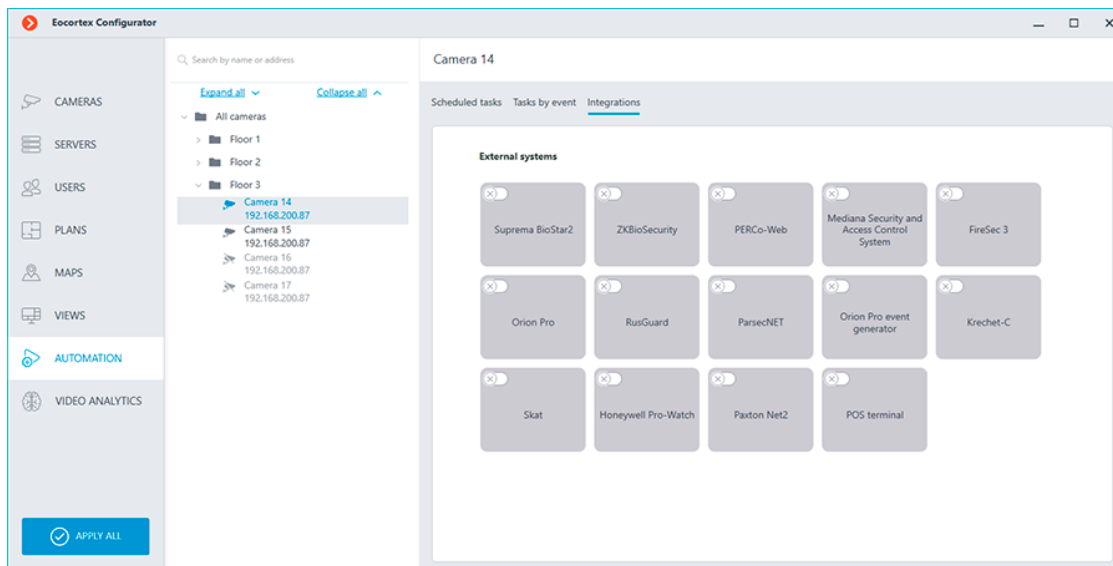 Eocortex Configurator
CAMERAS
SERVERS
USERS
PLANS
MAPS
VIEWS
AUTOMATION
VIDEO ANALYTICS
APPLY ALL
Search by name or address
Expand all
Collapse all
All cameras
Floor 1
Floor 2
Floor 3
Camera 14
192.168.200.87
Camera 15
192.168.200.87
Camera 16
192.168.200.87
Camera 17
192.168.200.87
Camera 14
Scheduled tasks Tasks by event Integrations
External systems
Suprema BioStar2
ZKBioSecurity
PERCo-Web
Mediana Security and
Access Control
System
FireSec 3
Orion Pro
RusGuard
ParsecNET
Orion Pro event
generator
Krechet-C
Skat
Honeywell Pro-Watch
Paxton Net2
POS terminal